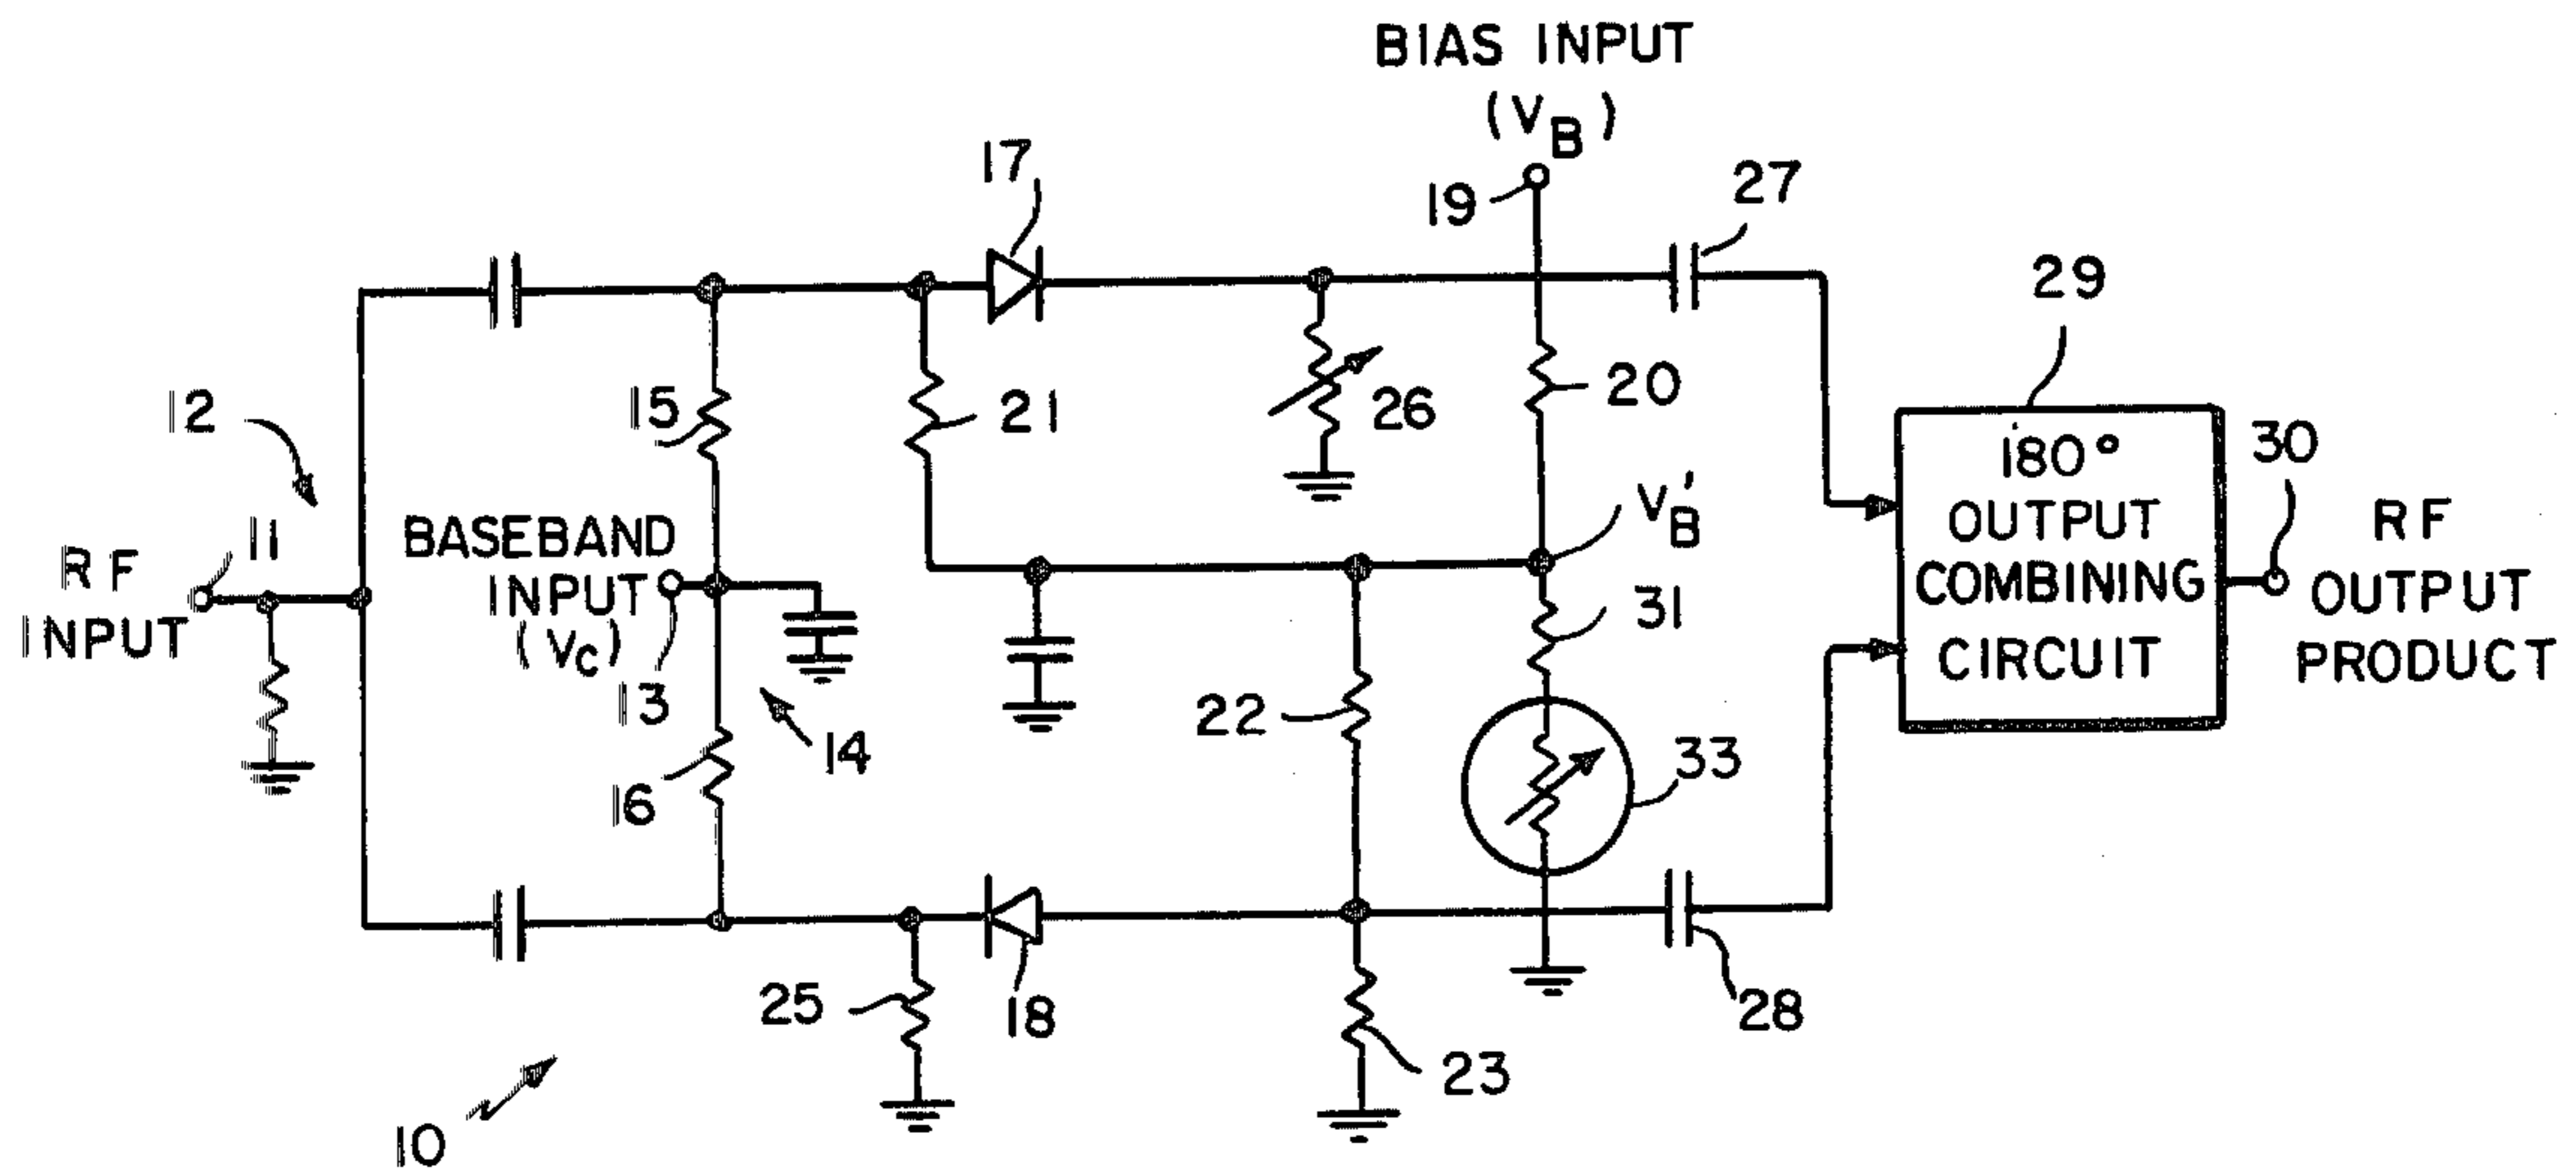 BIAS INPUT
(VB)
19
17
27
29
12
15
21
26
20
180°
OUTPUT
COMBINING
CIRCUIT
30
RF
OUTPUT
PRODUCT
RF
INPUT
11
BASEBAND
INPUT
(VC)
13
14
16
V'B
31
22
33
25
18
28
23
10